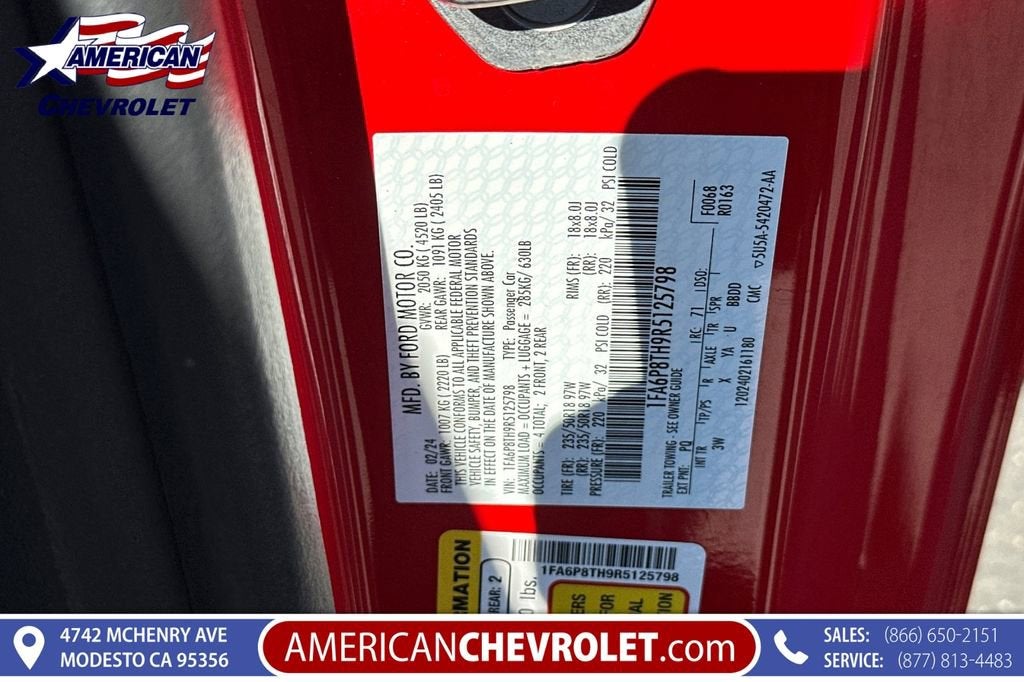 AMERICAN
CHEVROLET
MFD. BY FORD MOTOR CO.
DATE: 02/24 GVWR: 2050 KG ( 4520 LB)
FRONT GAWR: 1007 KG ( 2220 LB) REAR GAWR: 1091 KG ( 2405 LB)
THIS VEHICLE CONFORMS TO ALL APPLICABLE FEDERAL MOTOR
VEHICLE SAFETY, BUMPER, AND THEFT PREVENTION STANDARDS
IN EFFECT ON THE DATE OF MANUFACTURE SHOWN ABOVE.
VIN: 1FA6P8TH9R5125798 TYPE: Passenger Car
MAXIMUM LOAD = OCCUPANTS + LUGGAGE = 285KG/ 630LB
OCCUPANTS = 4 TOTAL; 2 FRONT, 2 REAR
TIRE (FR): 235/50R18 97W RIMS (FR): 18x8.0J
(RR): 235/50R18 97W (RR): 18x8.0J
PRESSURE (FR): 220 kPa/ 32 PSI COLD (RR): 220 kPa/ 32 PSI COLD
1FA6P8TH9R5125798
TRAILER TOWING - SEE OWNER GUIDE
EXT PNT: PQ RC: 71 DSO: F0068
R0163
INT TR TP/PS R AXLE TR SPR
3W X YA U BBDD
1202402161180 CMC ▽5U5A-5420472-AA
1FA6P8TH9R5125798
REAR: 2
lbs.
FOR
4742 MCHENRY AVE
MODESTO CA 95356
AMERICANCHEVROLET.com
SALES: (866) 650-2151
SERVICE: (877) 813-4483